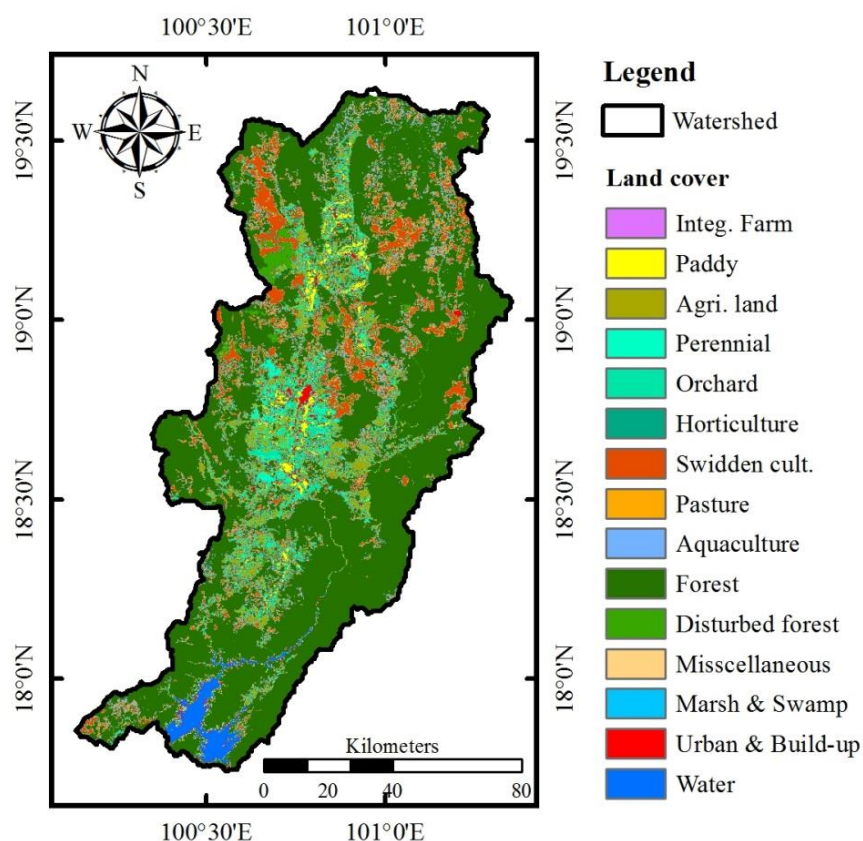 100°30'E 101°0'E
N
W E
S
19°30'N
19°0'N
18°30'N
18°0'N
19°30'N
19°0'N
18°30'N
18°0'N
Kilometers
0 20 40 80
100°30'E 101°0'E
Legend
Watershed
Land cover
Integ. Farm
Paddy
Agri. land
Perennial
Orchard
Horticulture
Swidden cult.
Pasture
Aquaculture
Forest
Disturbed forest
Misscellaneous
Marsh & Swamp
Urban & Build-up
Water